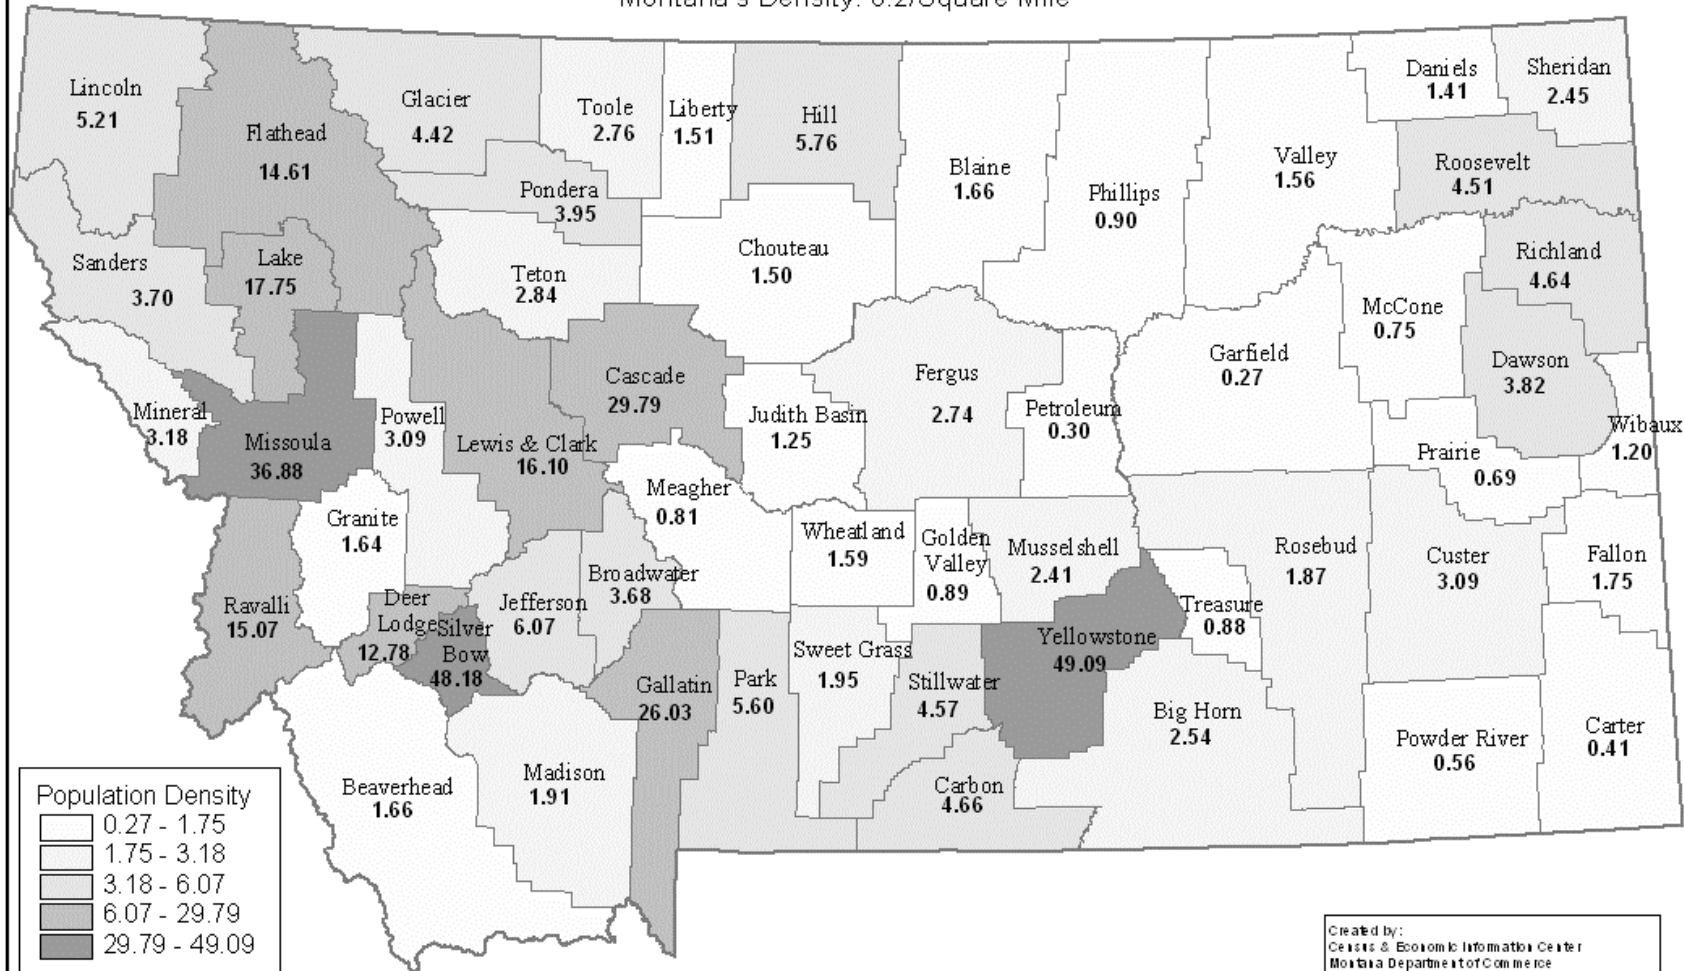 Montana's Density: 6.2/Square Mile
Lincoln
5.21
Flathead
14.61
Glacier
4.42
Toole
2.76
Liberty
1.51
Hill
5.76
Blaine
1.66
Phillips
0.90
Valley
1.56
Daniels
1.41
Sheridan
2.45
Roosevelt
4.51
Sanders
3.70
Lake
17.75
Pondera
3.95
Teton
2.84
Chouteau
1.50
Richland
4.64
McCone
0.75
Garfield
0.27
Dawson
3.82
Wibaux
1.20
Mineral
3.18
Missoula
36.88
Powell
3.09
Lewis & Clark
16.10
Cascade
29.79
Judith Basin
1.25
Fergus
2.74
Petroleum
0.30
Prairie
0.69
Granite
1.64
Meagher
0.81
Wheatland
1.59
Golden
Valley
0.89
Musselshell
2.41
Rosebud
1.87
Custer
3.09
Fallon
1.75
Ravalli
15.07
Deer
Lodge
12.78
Silver
Bow
48.18
Jefferson
6.07
Broadwater
3.68
Treasure
0.88
Yellowstone
49.09
Gallatin
26.03
Park
5.60
Sweet Grass
1.95
Stillwater
4.57
Big Horn
2.54
Powder River
0.56
Carter
0.41
Beaverhead
1.66
Madison
1.91
Carbon
4.66
Population Density
0.27 - 1.75
1.75 - 3.18
3.18 - 6.07
6.07 - 29.79
29.79 - 49.09
Created by:
Census & Economic Information Center
Montana Department of Commerce